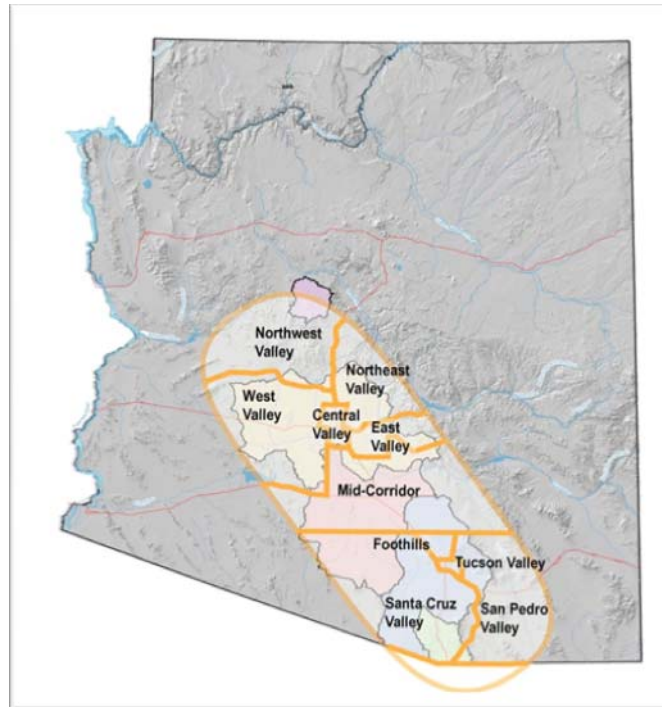 Northwest
Valley
Northeast
Valley
West
Valley
Central
Valley
East
Valley
Mid-Corridor
Foothills
Tucson Valley
Santa Cruz
Valley
San Pedro
Valley